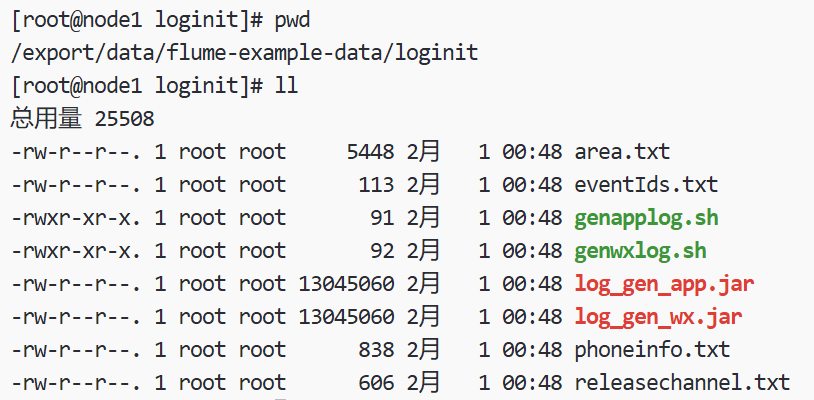 [root@node1 loginit]# pwd
/export/data/flume-example-data/loginit
[root@node1 loginit]# ll
总用量 25508
-rw-r--r--. 1 root root     5448 2月   1 00:48 area.txt
-rw-r--r--. 1 root root      113 2月   1 00:48 eventIds.txt
-rwxr-xr-x. 1 root root       91 2月   1 00:48 genapplog.sh
-rwxr-xr-x. 1 root root       92 2月   1 00:48 genwxlog.sh
-rw-r--r--. 1 root root 13045060 2月   1 00:48 log_gen_app.jar
-rw-r--r--. 1 root root 13045060 2月   1 00:48 log_gen_wx.jar
-rw-r--r--. 1 root root      838 2月   1 00:48 phoneinfo.txt
-rw-r--r--. 1 root root      606 2月   1 00:48 releasechannel.txt